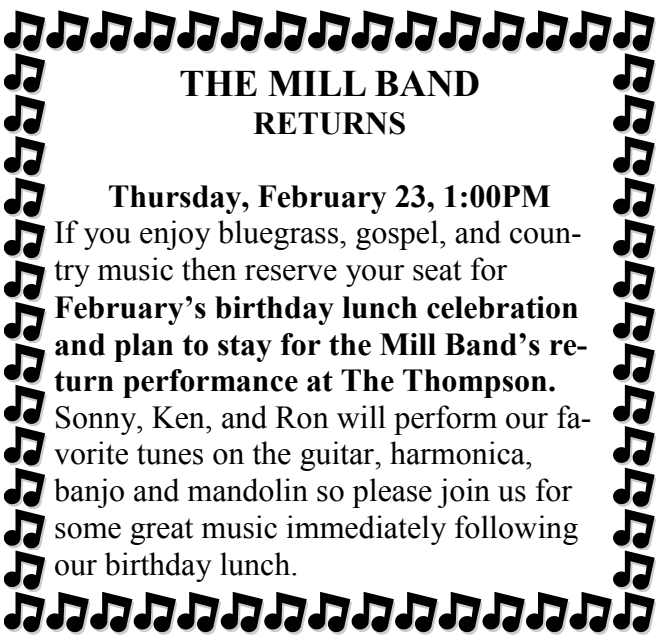 THE MILL BAND
RETURNS
Thursday, February 23, 1:00PM
If you enjoy bluegrass, gospel, and coun-
try music then reserve your seat for
February’s birthday lunch celebration
and plan to stay for the Mill Band’s re-
turn performance at The Thompson.
Sonny, Ken, and Ron will perform our fa-
vorite tunes on the guitar, harmonica,
banjo and mandolin so please join us for
some great music immediately following
our birthday lunch.